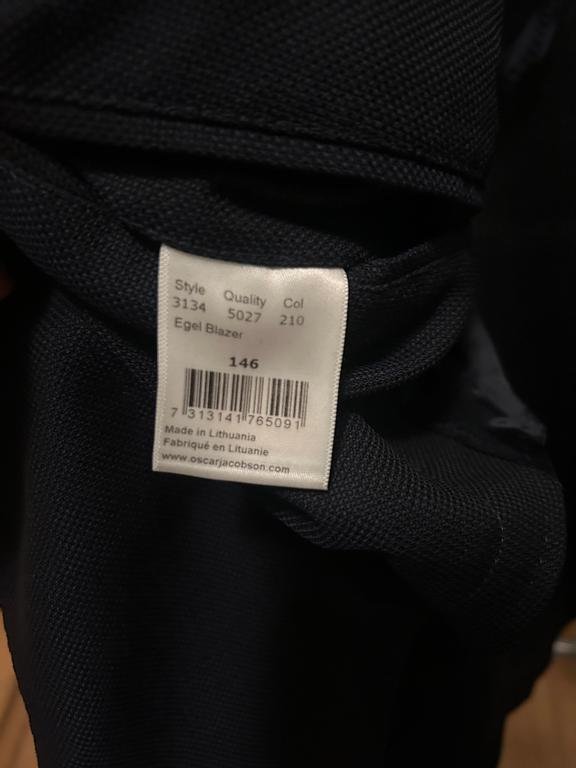 Style Quality Col
3134 5027 210
Egel Blazer
146
7 313141 765091
Made in Lithuania
Fabriqué en Lituanie
www.oscarjacobson.com